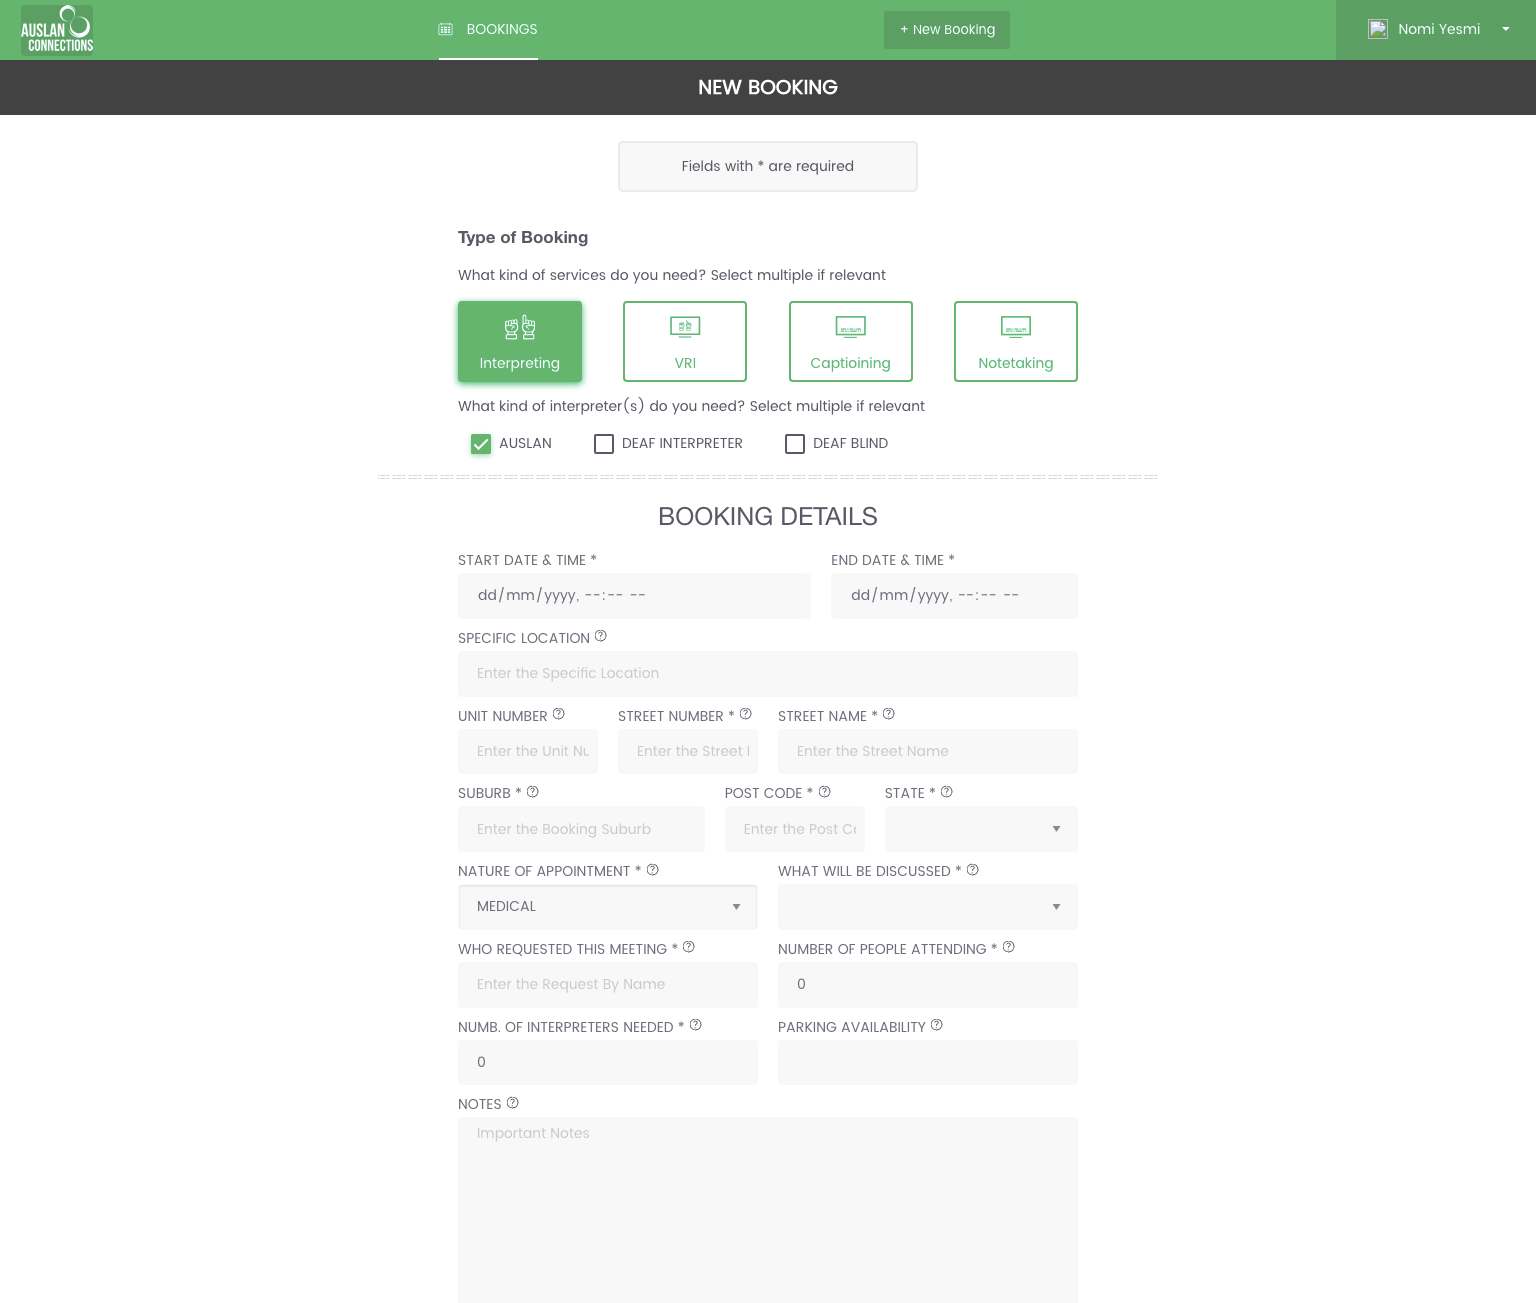 AUSLAN
CONNECTIONS
BOOKINGS
+ New Booking
Nomi Yesmi
NEW BOOKING
Fields with * are required
Type of Booking
What kind of services do you need? Select multiple if relevant
Interpreting
VRI
Captioining
Notetaking
What kind of interpreter(s) do you need? Select multiple if relevant
AUSLAN
DEAF INTERPRETER
DEAF BLIND
BOOKING DETAILS
START DATE & TIME *
END DATE & TIME *
dd/mm/yyyy, --:-- --
dd/mm/yyyy, --:-- --
SPECIFIC LOCATION ?
Enter the Specific Location
UNIT NUMBER ?
STREET NUMBER * ?
STREET NAME * ?
Enter the Unit Nu
Enter the Street
Enter the Street Name
SUBURB * ?
POST CODE * ?
STATE * ?
Enter the Booking Suburb
Enter the Post Co
NATURE OF APPOINTMENT * ?
WHAT WILL BE DISCUSSED * ?
MEDICAL
WHO REQUESTED THIS MEETING * ?
NUMBER OF PEOPLE ATTENDING * ?
Enter the Request By Name
0
NUMB. OF INTERPRETERS NEEDED * ?
PARKING AVAILABILITY ?
0
NOTES ?
Important Notes